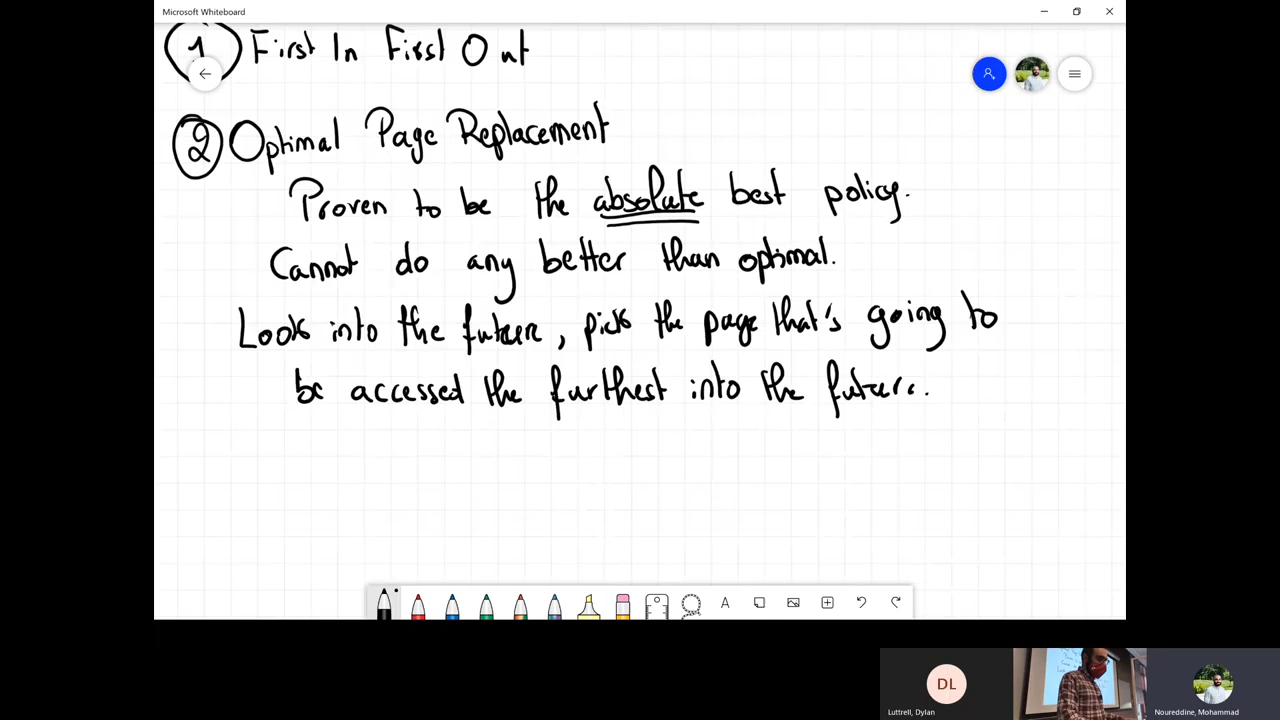 Microsoft Whiteboard
1 First In First Out
2 Optimal Page Replacement
Proven to be the absolute best policy.
Cannot do any better than optimal.
Look into the future, pick the page that's going to
be accessed the furthest into the future.
A
DL
Luttrell, Dylan
Noureddine, Mohammad